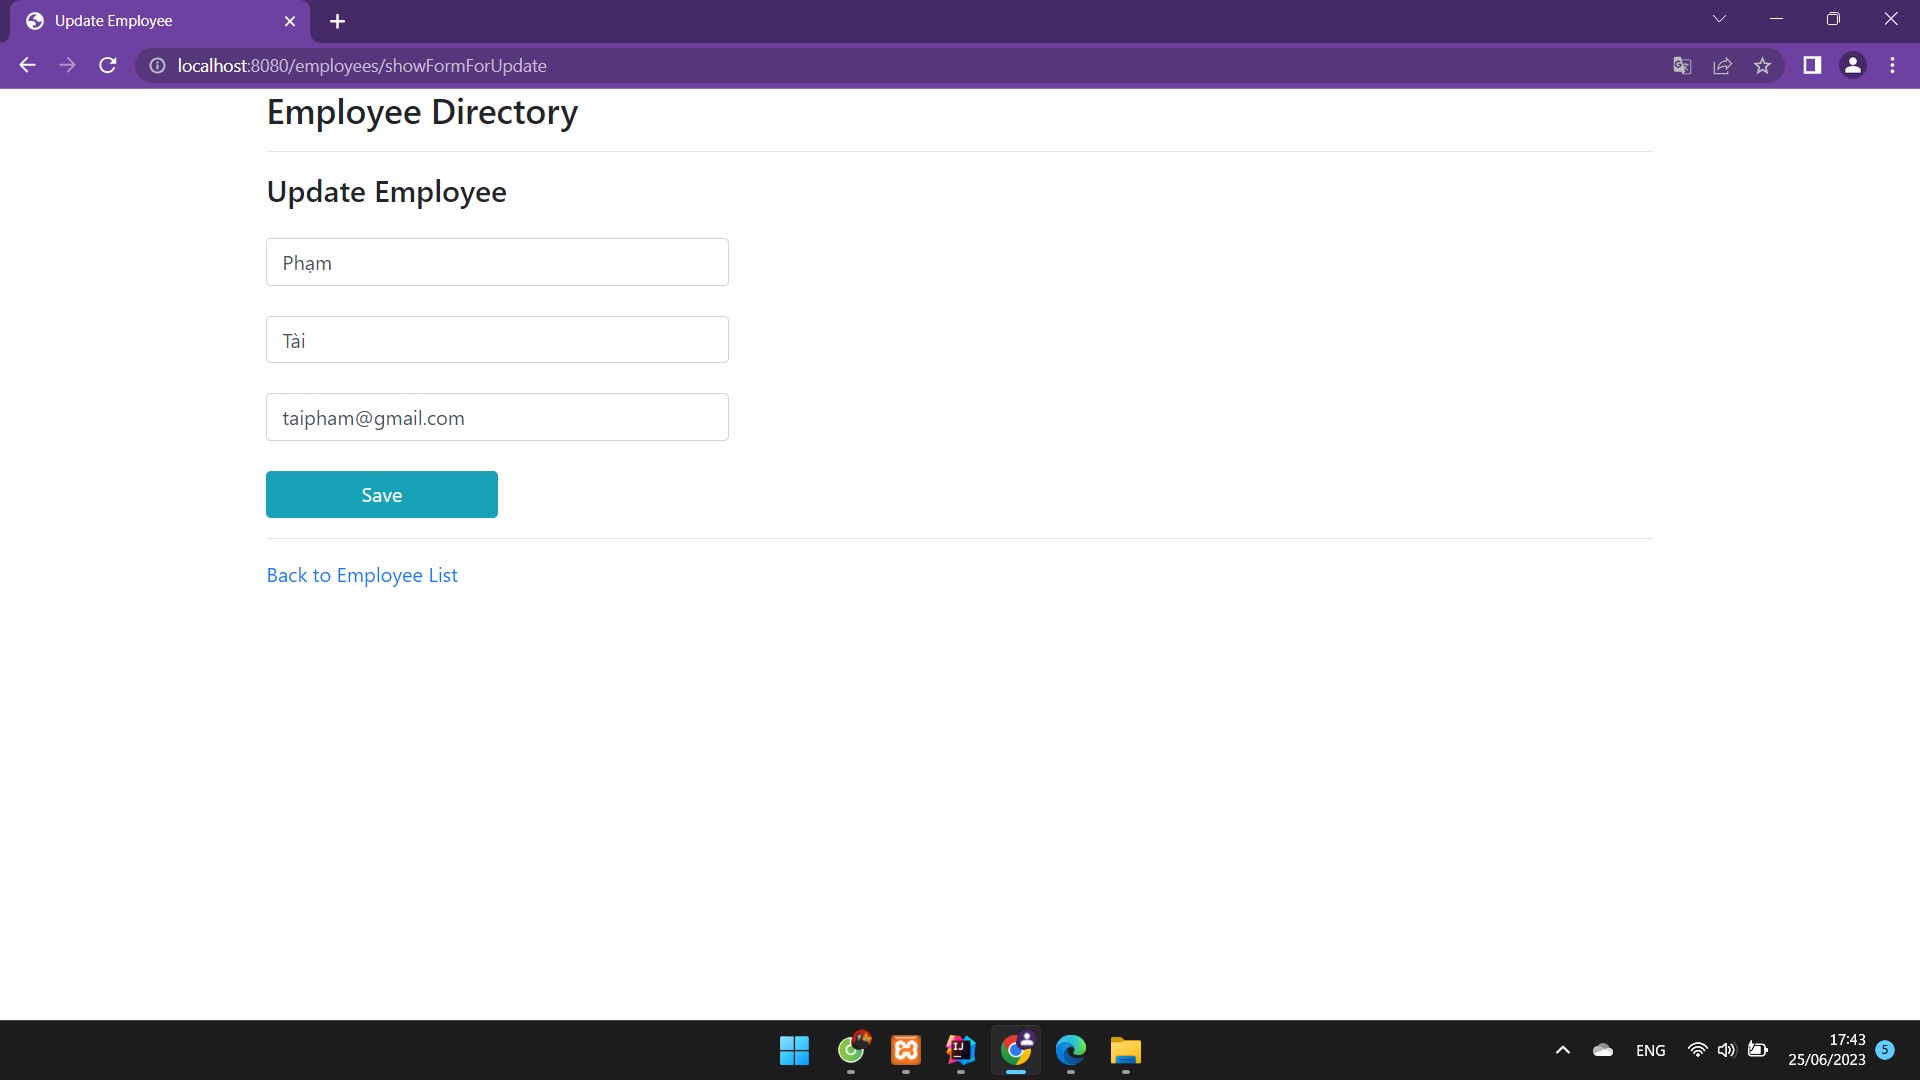 Update Employee
localhost:8080/employees/showFormForUpdate
Employee Directory
Update Employee
Phạm
Tài
taipham@gmail.com
Save
Back to Employee List
ENG
17:43
25/06/2023
5